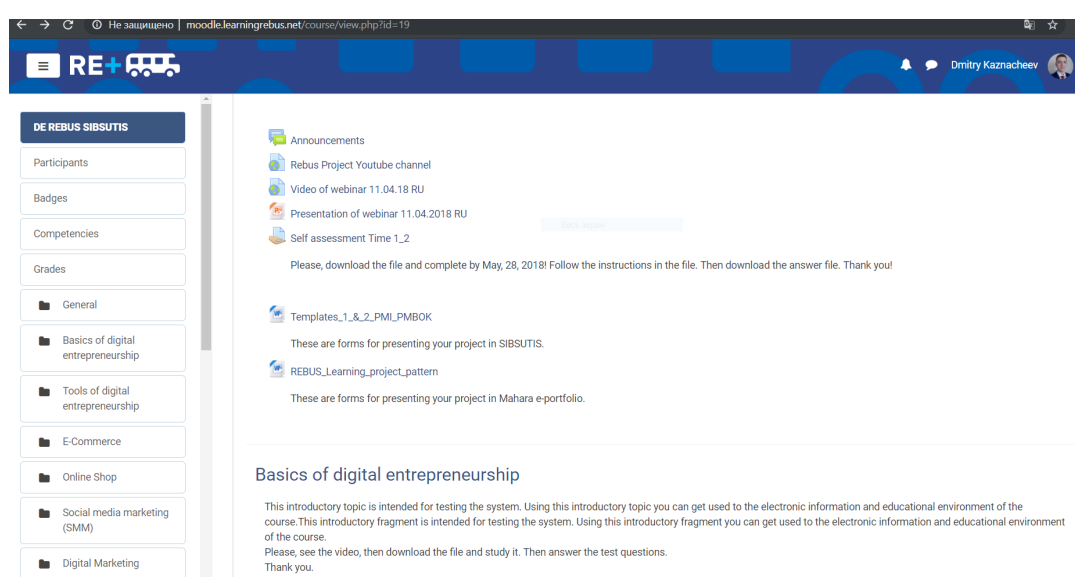 Не защищено | moodle.learningrebus.net/course/view.php?id=19
RE+
Dmitry Kaznacheev
DE REBUS SIBSUTIS
Participants
Badges
Competencies
Grades
General
Basics of digital
entrepreneurship
Tools of digital
entrepreneurship
E-Commerce
Online Shop
Social media marketing
(SMM)
Digital Marketing
Announcements
Rebus Project Youtube channel
Video of webinar 11.04.18 RU
Presentation of webinar 11.04.2018 RU
Self assessment Time 1_2
Please, download the file and complete by May, 28, 2018! Follow the instructions in the file. Then download the answer file. Thank you!
Templates_1_&_2_PMI_PMBOK
These are forms for presenting your project in SIBSUTIS.
REBUS_Learning_project_pattern
These are forms for presenting your project in Mahara e-portfolio.
Basics of digital entrepreneurship
This introductory topic is intended for testing the system. Using this introductory topic you can get used to the electronic information and educational environment of the
course.This introductory fragment is intended for testing the system. Using this introductory fragment you can get used to the electronic information and educational environment
of the course.
Please, see the video, then download the file and study it. Then answer the test questions.
Thank you.